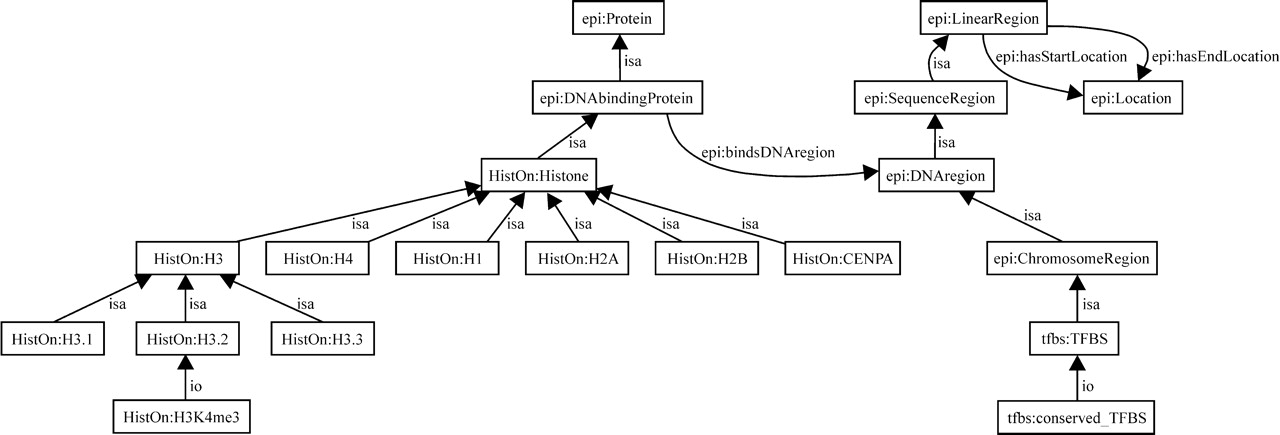 epi:Protein
epi:LinearRegion
isa
isa
epi:hasStartLocation
epi:hasEndLocation
epi:DNAbindingProtein
epi:SequenceRegion
epi:Location
isa
epi:bindsDNAregion
isa
HistOn:Histone
epi:DNAregion
isa
isa
isa
isa
isa
isa
isa
HistOn:H3
HistOn:H4
HistOn:H1
HistOn:H2A
HistOn:H2B
HistOn:CENPA
epi:ChromosomeRegion
isa
isa
isa
isa
HistOn:H3.1
HistOn:H3.2
HistOn:H3.3
tfbs:TFBS
io
io
HistOn:H3K4me3
tfbs:conserved_TFBS